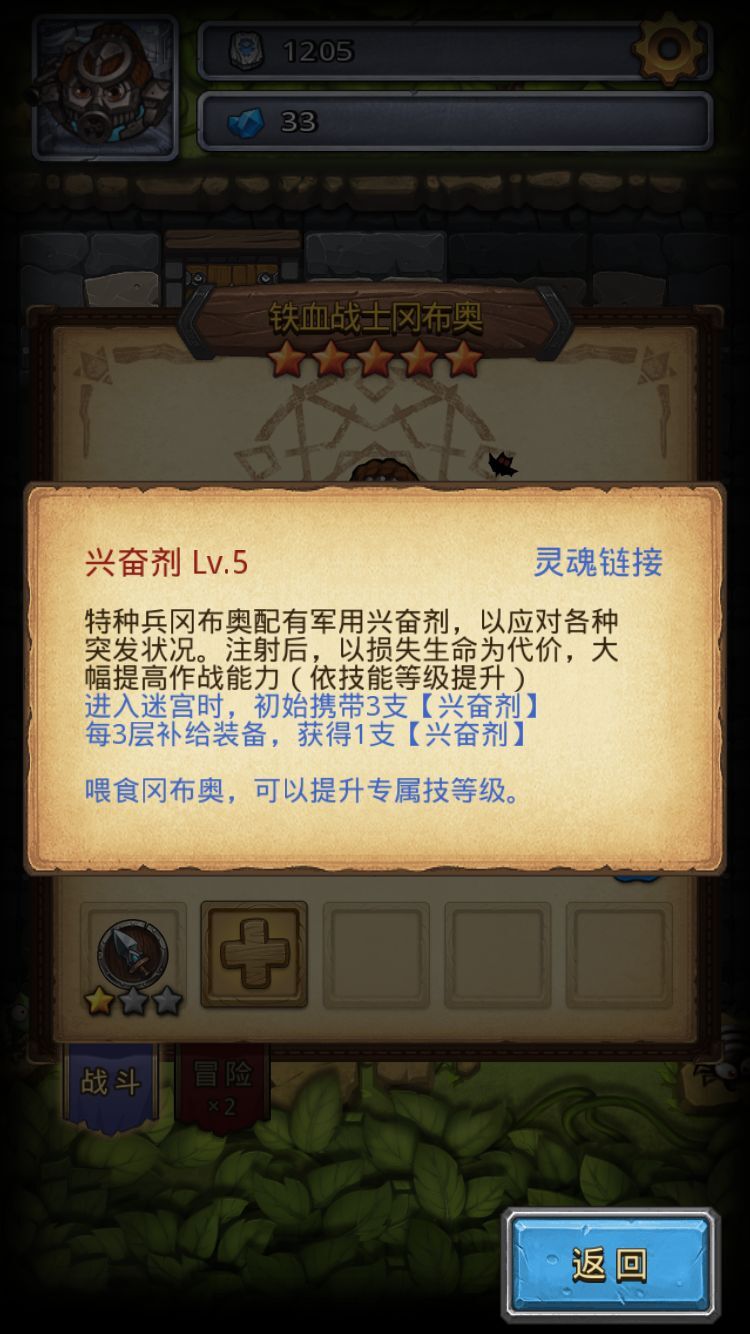 1205
33
铁血战士冈布奥
兴奋剂 Lv.5
灵魂链接
特种兵冈布奥配有军用兴奋剂，以应对各种
突发状况。注射后，以损失生命为代价，大
幅提高作战能力（依技能等级提升）
进入迷宫时，初始携带3支【兴奋剂】
每3层补给装备，获得1支【兴奋剂】
喂食冈布奥，可以提升专属技等级。
战斗
冒险
×2
返回